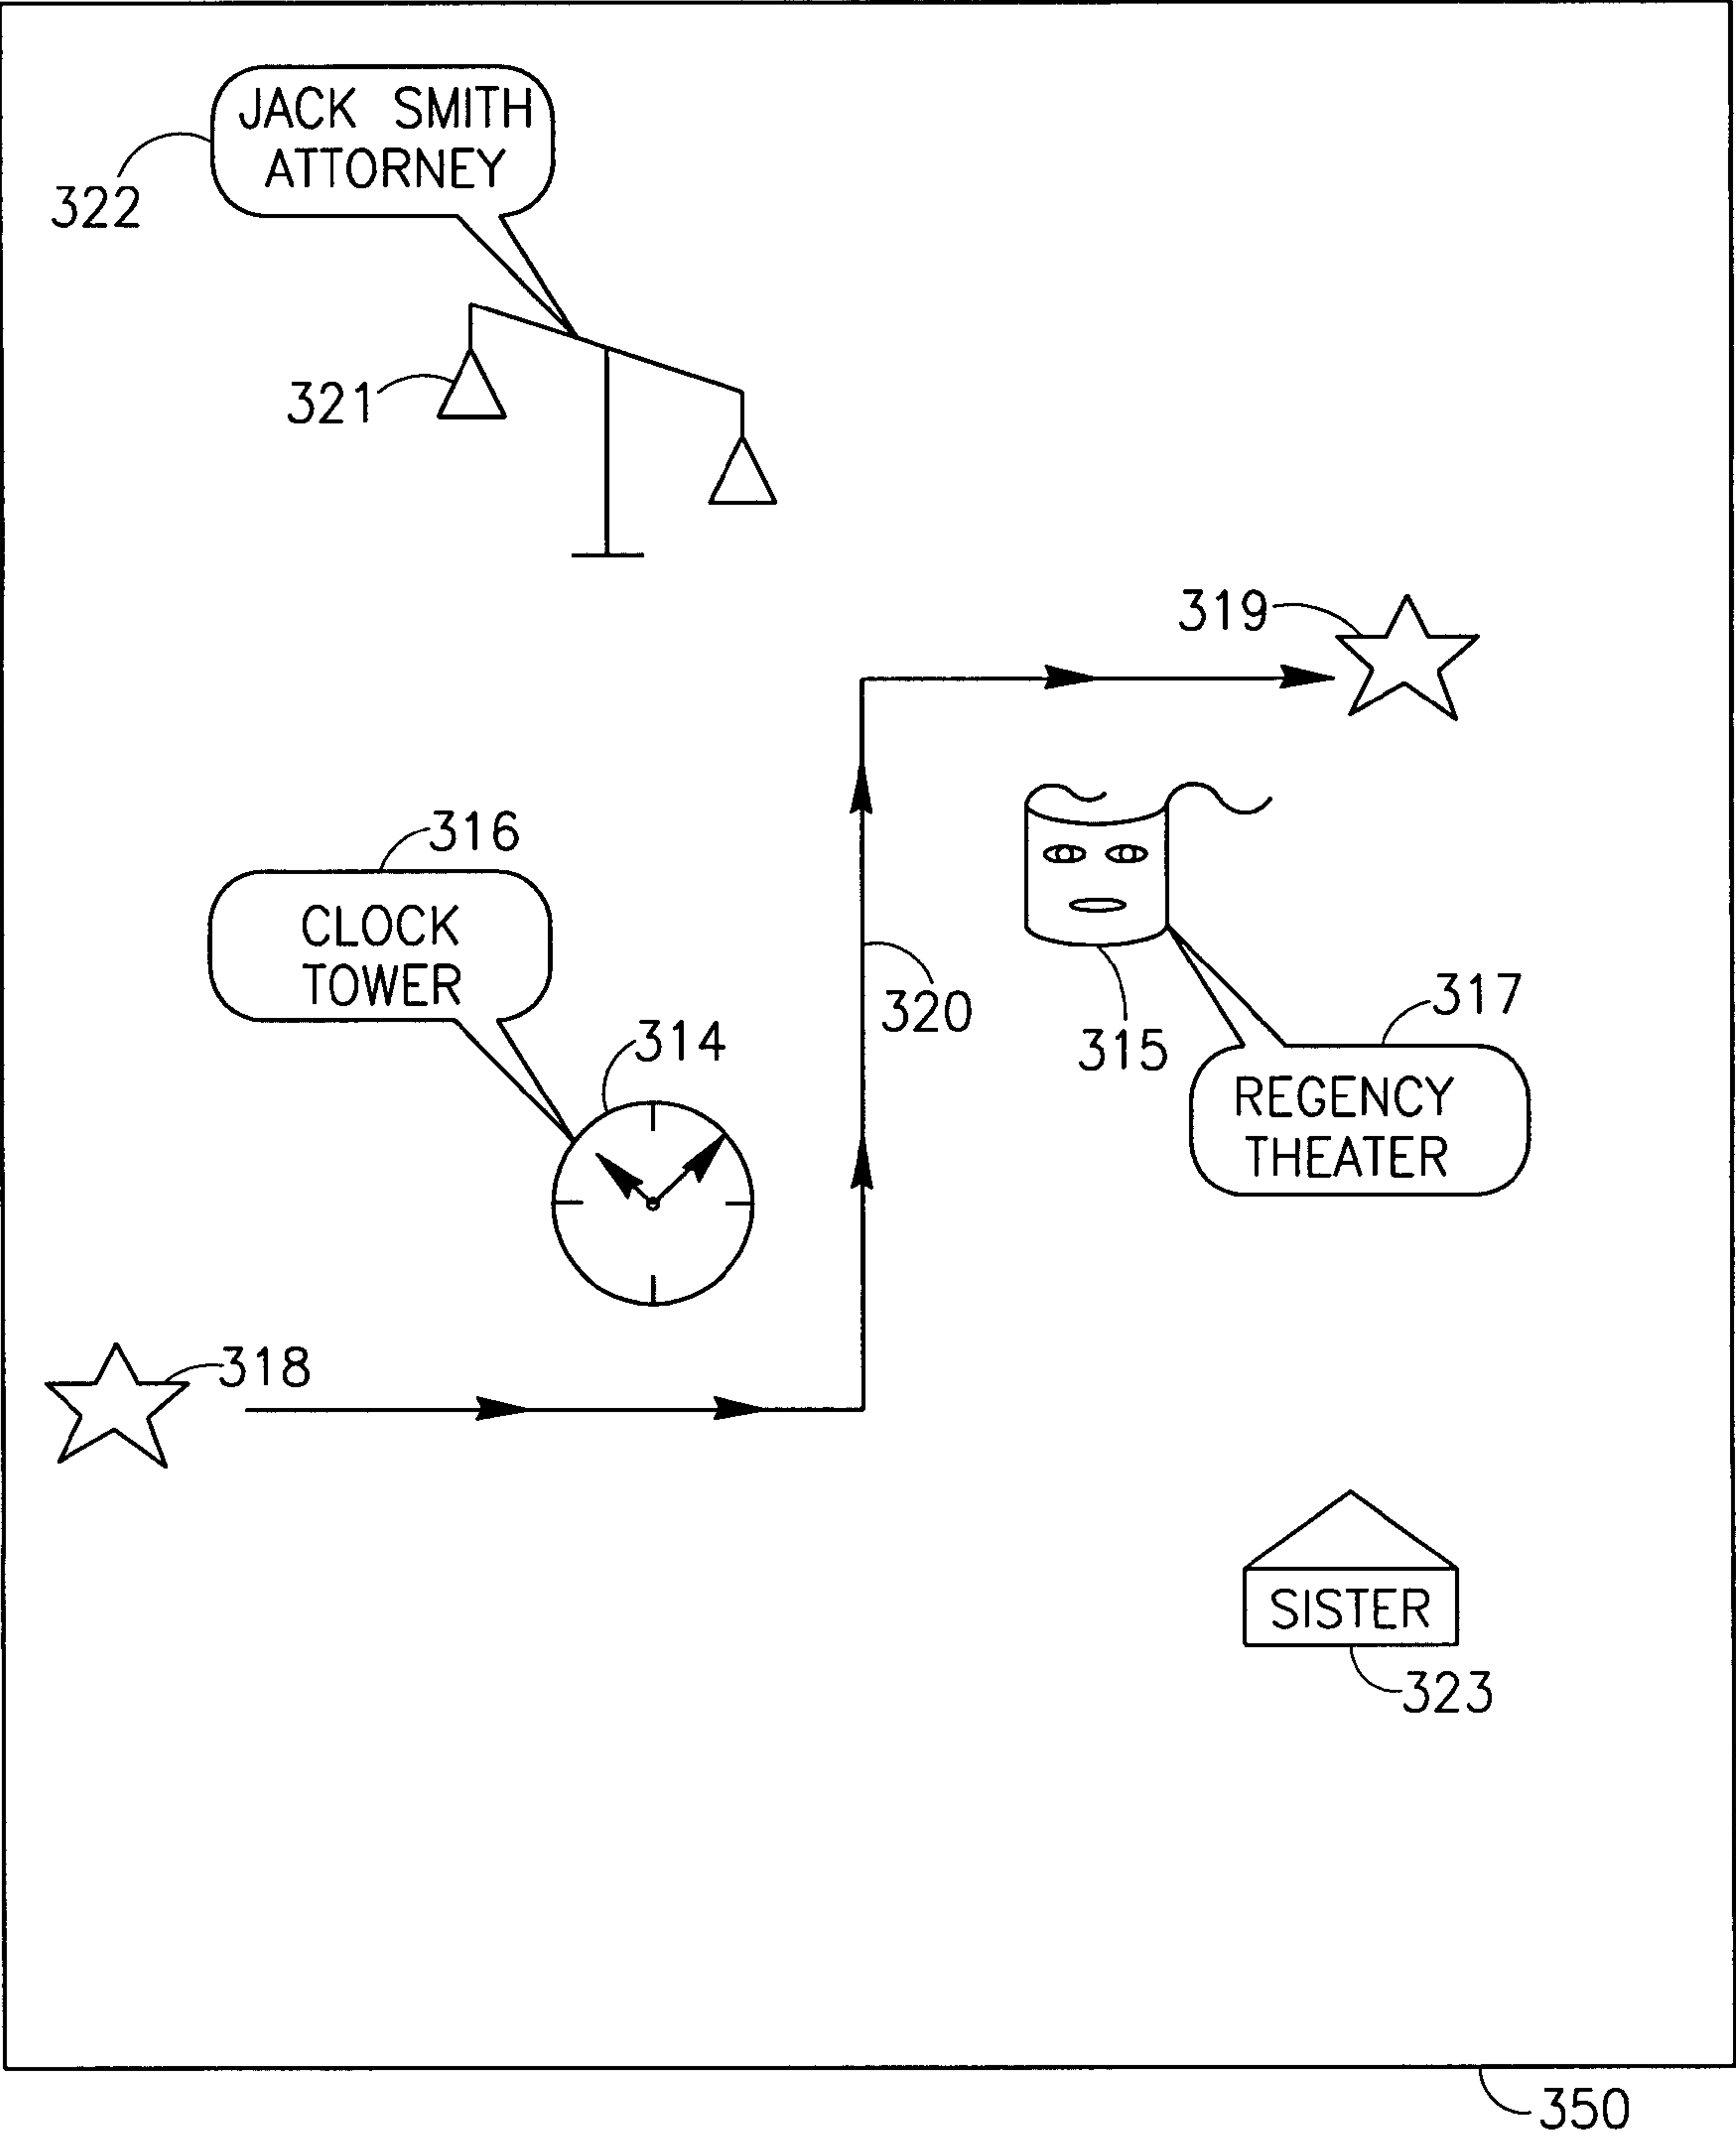 JACK SMITH
ATTORNEY
322
321
319
316
CLOCK
TOWER
320
315
317
314
REGENCY
THEATER
318
SISTER
323
350